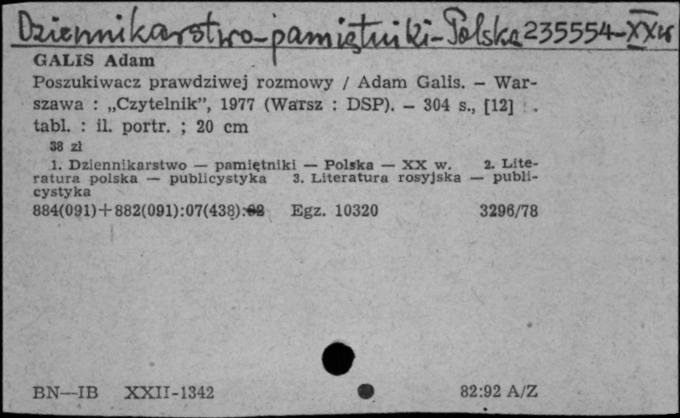 Dziennikarstwo-pamiętniki-Polska 235554-XXw
GALIS Adam
Poszukiwacz prawdziwej rozmowy / Adam Galis. – War-
szawa : „Czytelnik”, 1977 (Warsz : DSP). – 304 s., [12]
tabl. : il. portr. ; 20 cm
38 zł
1. Dziennikarstwo — pamiętniki — Polska — XX w. 2. Lite-
ratura polska — publicystyka 3. Literatura rosyjska — publi-
cystyka
884(091)+882(091):07(438):82 Egz. 10320 3296/78
BN—IB XXII-1342 82:92 A/Z